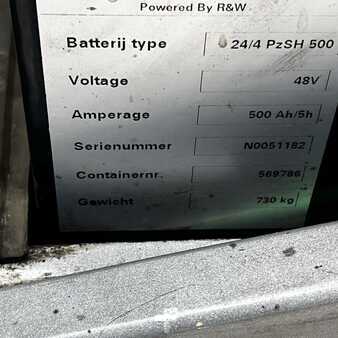 Powered By R&W
Batterij type 24/4 PzSH 500
Voltage 48V
Amperage 500 Ah/5h
Serienummer N0051182
Containernr. 569786
Gewicht 730 kg